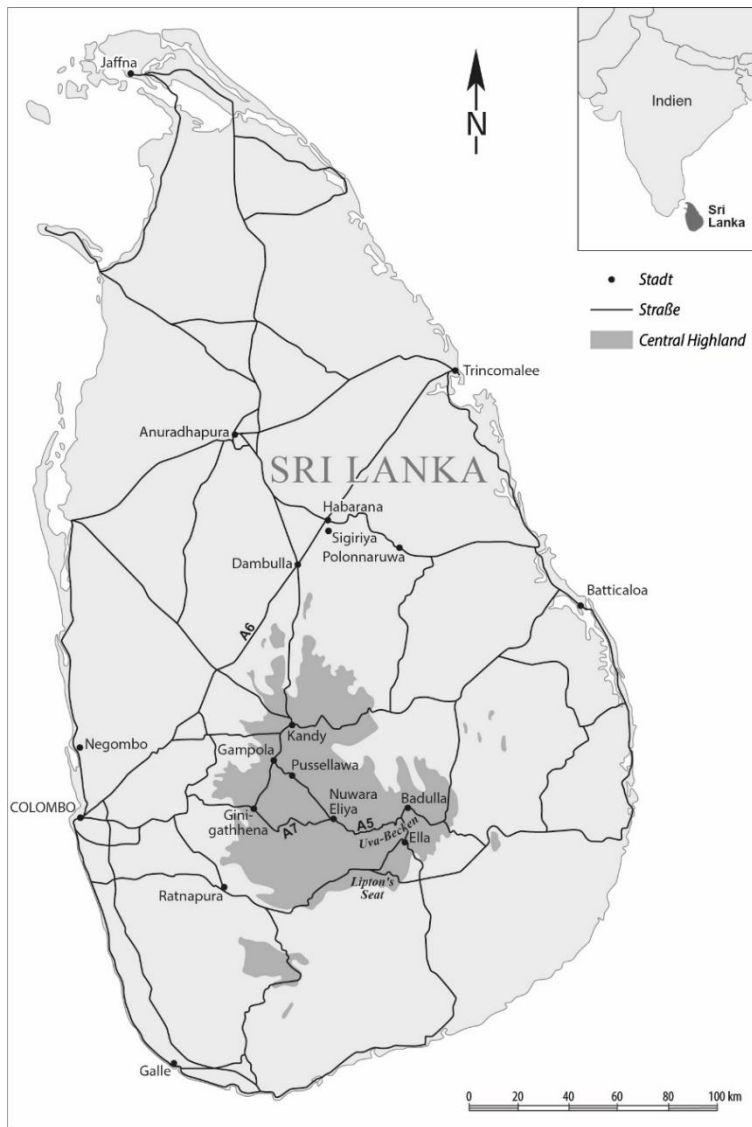 Jaffna
N
Indien
Sri
Lanka
Stadt
Straße
Central Highland
Trincomalee
Anuradhapura
SRI LANKA
Habarana
Sigiriya
Polonnaruwa
Dambulla
Batticaloa
A6
Kandy
Negombo
Gampola
Pussellawa
Nuwara
Eliya
Badulla
COLOMBO
Gini-
gathhena
A7
A5
Uva-Becken
Ella
Lipton's
Seat
Ratnapura
Galle
0 20 40 60 80 100 km